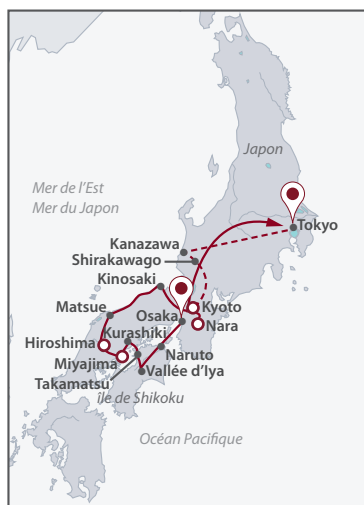 Japon
Mer de l'Est
Mer du Japon
Tokyo
Kanazawa
Shirakawago
Kinosaki
Matsue
Osaka
Kyoto
Kurashiki
Nara
Hiroshima
Miyajima
Naruto
Takamatsu
Vallée d'Iya
île de Shikoku
Océan Pacifique